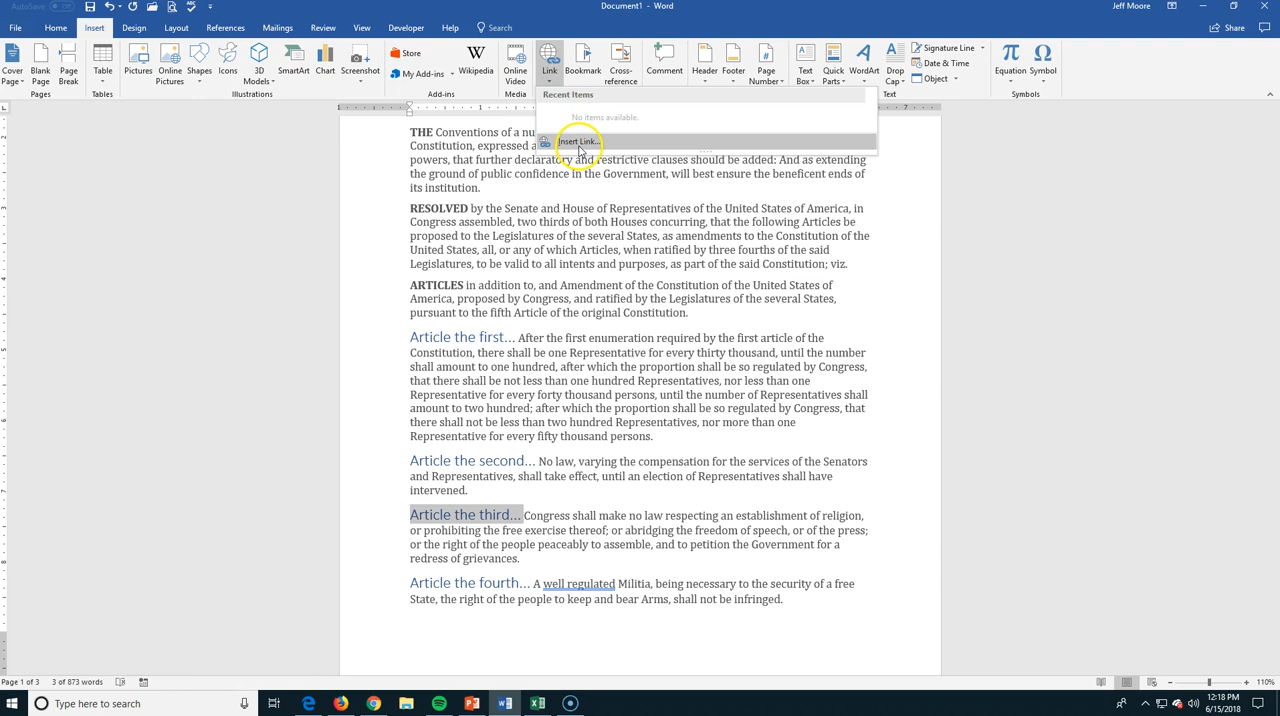 AutoSave Off
Document1 - Word
Jeff Moore
File Home Insert Draw Design Layout References Mailings Review View Help Search
Share
Cover Page
Blank Page
Page Break
Pages
Table
Tables
Pictures
Online Pictures
Shapes
Icons
3D Models
SmartArt
Chart
Screenshot
Illustrations
Store
My Add-ins
Wikipedia
Add-ins
Online Video
Media
Link
Bookmark
Cross-reference
Comment
Header
Footer
Page Number
Text Box
Quick Parts
WordArt
Drop Cap
Signature Line
Date & Time
Object
Text
Equation
Symbol
Symbols
Recent Items
No items available.
Insert Link...
THE Conventions of a nu
Constitution, expressed a
powers, that further declaratory and restrictive clauses should be added: And as extending
the ground of public confidence in the Government, will best ensure the beneficent ends of
its institution.
RESOLVED by the Senate and House of Representatives of the United States of America, in
Congress assembled, two thirds of both Houses concurring, that the following Articles be
proposed to the Legislatures of the several States, as amendments to the Constitution of the
United States, all, or any of which Articles, when ratified by three fourths of the said
Legislatures, to be valid to all intents and purposes, as part of the said Constitution; viz.
ARTICLES in addition to, and Amendment of the Constitution of the United States of
America, proposed by Congress, and ratified by the Legislatures of the several States,
pursuant to the fifth Article of the original Constitution.
Article the first... After the first enumeration required by the first article of the
Constitution, there shall be one Representative for every thirty thousand, until the number
shall amount to one hundred, after which the proportion shall be so regulated by Congress,
that there shall be not less than one hundred Representatives, nor less than one
Representative for every forty thousand persons, until the number of Representatives shall
amount to two hundred; after which the proportion shall be so regulated by Congress, that
there shall not be less than two hundred Representatives, nor more than one
Representative for every fifty thousand persons.
Article the second... No law, varying the compensation for the services of the Senators
and Representatives, shall take effect, until an election of Representatives shall have
intervened.
Article the third... Congress shall make no law respecting an establishment of religion,
or prohibiting the free exercise thereof; or abridging the freedom of speech, or of the press;
or the right of the people peaceably to assemble, and to petition the Government for a
redress of grievances.
Article the fourth... A well regulated Militia, being necessary to the security of a free
State, the right of the people to keep and bear Arms, shall not be infringed.
Page 1 of 3 3 of 873 words
110%
Type here to search
12:18 PM
6/15/2018